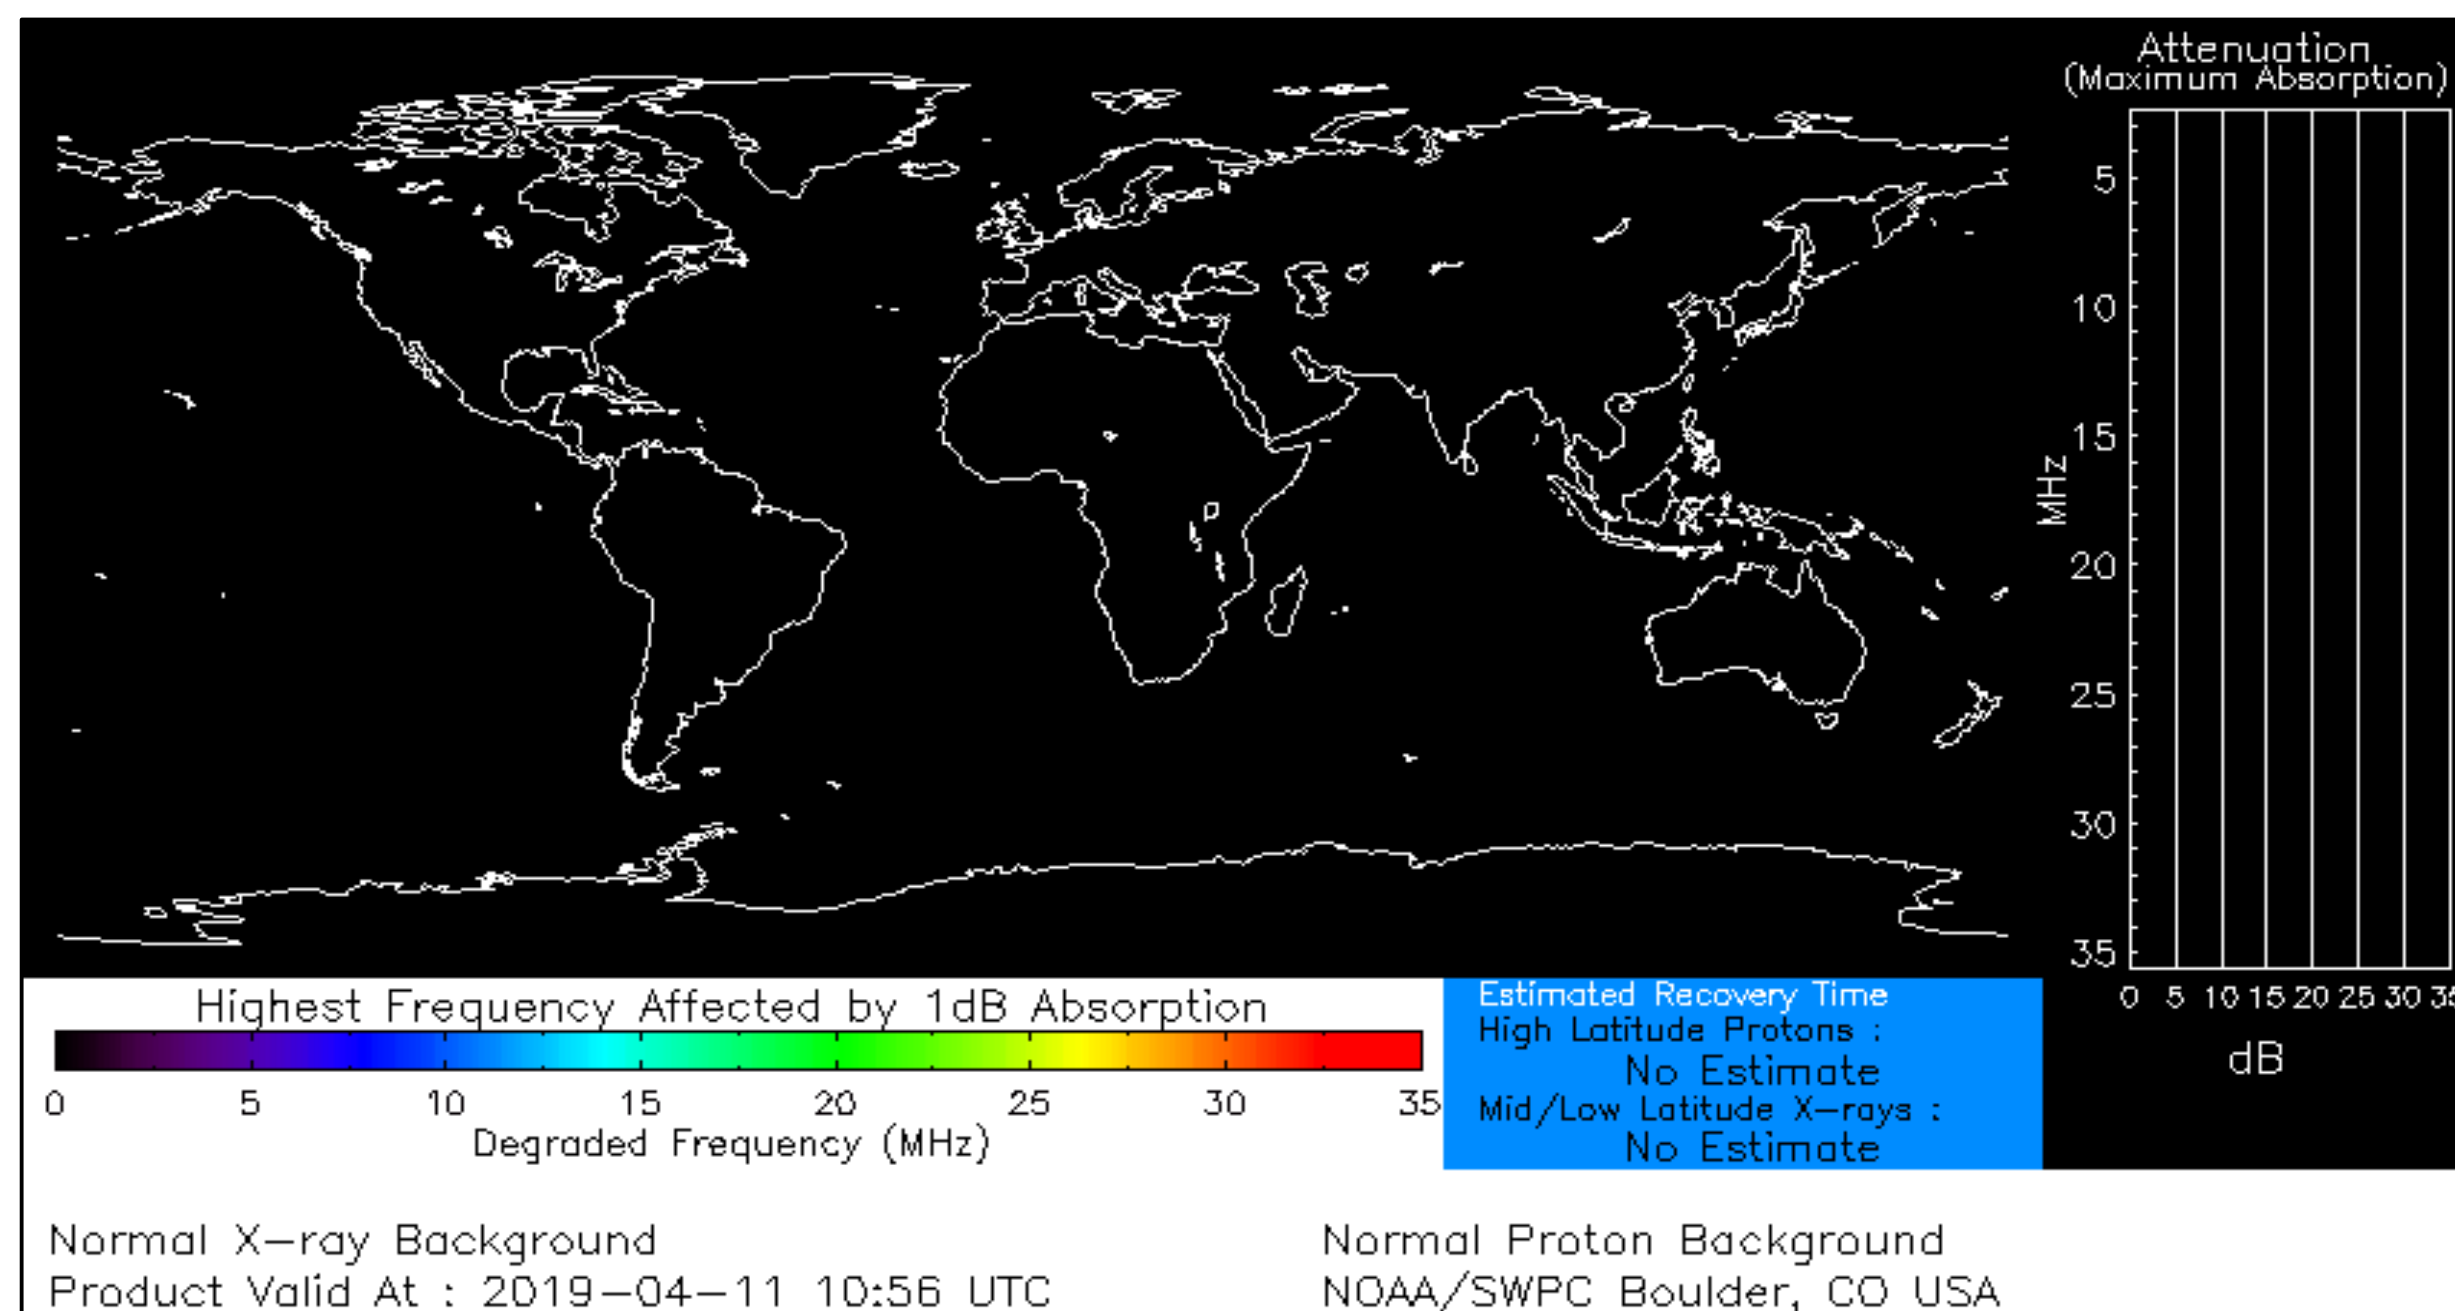 Attenuation
(Maximum Absorption)
5
10
15
20
25
30
35
MHz
0 5 10 15 20 25 30
dB
Highest Frequency Affected by 1dB Absorption
0 5 10 15 20 25 30 35
Degraded Frequency (MHz)
Estimated Recovery Time
High Latitude Protons :
No Estimate
Mid/Low Latitude X-rays :
No Estimate
Normal X-ray Background
Product Valid At : 2019-04-11 10:56 UTC
Normal Proton Background
NOAA/SWPC Boulder, CO USA